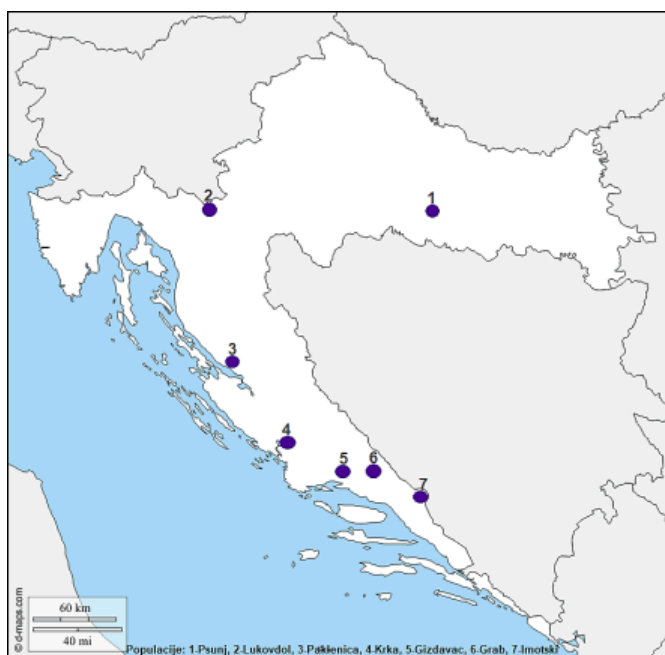 1
2
3
4
5
6
7
60 km
40 mi
© d-maps.com
Populacije: 1-Psunj, 2-Lukovdol, 3-Paklenica, 4-Krka, 5-Gizdavac, 6-Grab, 7-Imotski